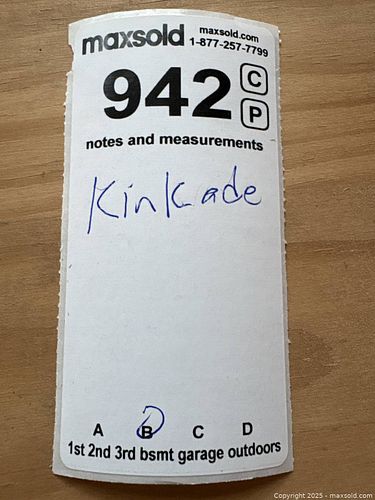 maxsold maxsold.com
1-877-257-7799
942 C
P
notes and measurements
Kinkade
A B C D
1st 2nd 3rd bsmt garage outdoors
Copyright 2025 - maxsold.com